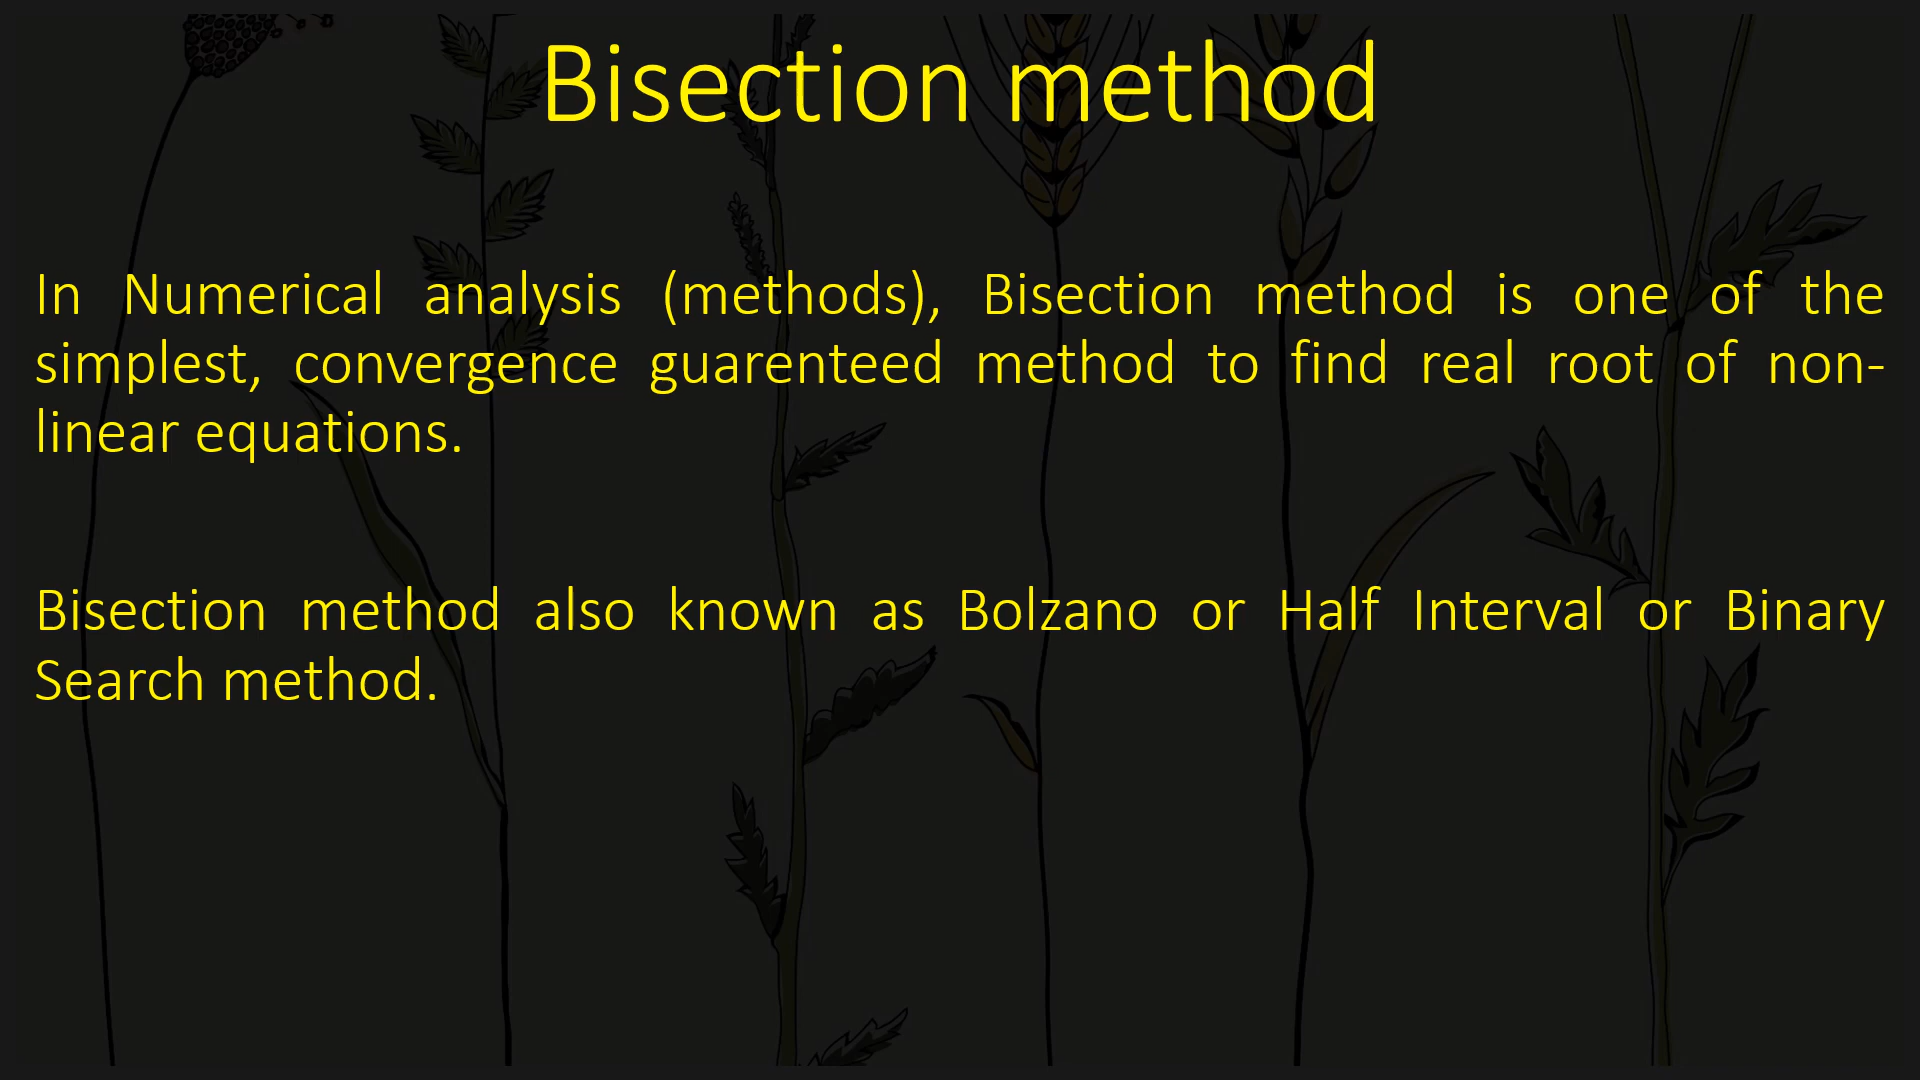 Bisection method
In Numerical analysis (methods), Bisection method is one of the
simplest, convergence guarenteed method to find real root of non-
linear equations.
Bisection method also known as Bolzano or Half Interval or Binary
Search method.